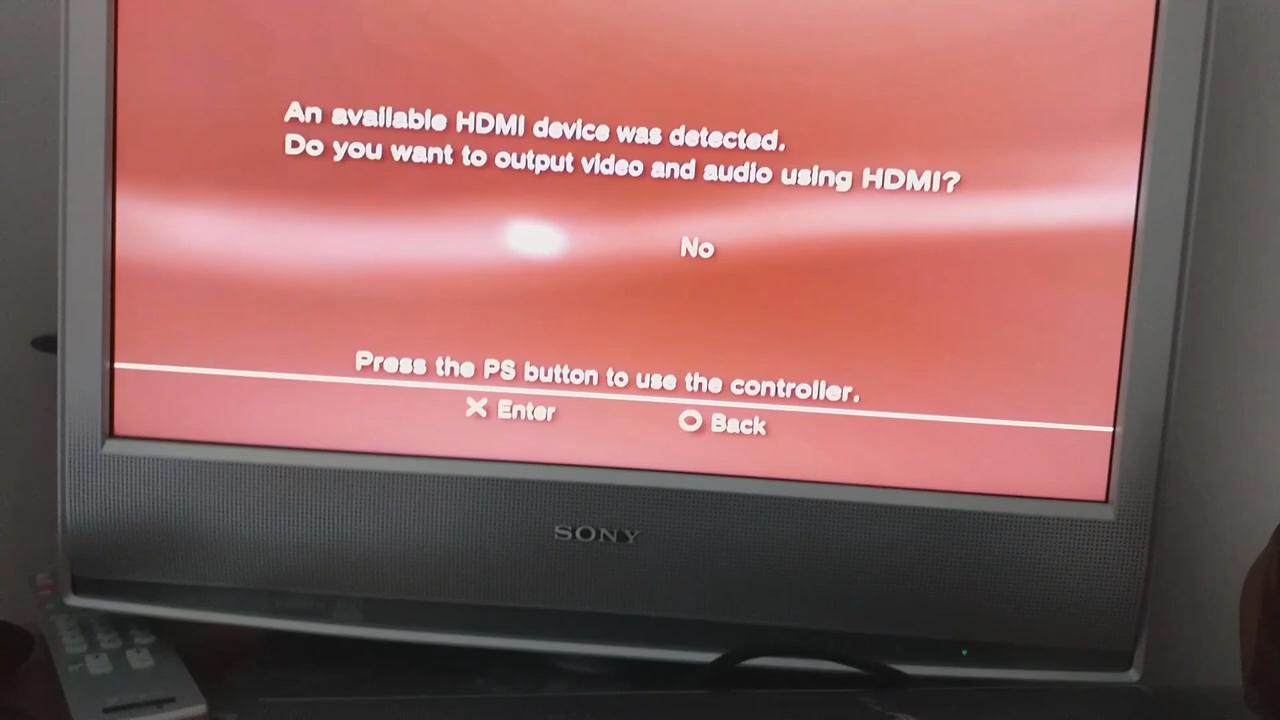 An available HDMI device was detected.
Do you want to output video and audio using HDMI?
No
Press the PS button to use the controller.
X Enter
O Back
SONY